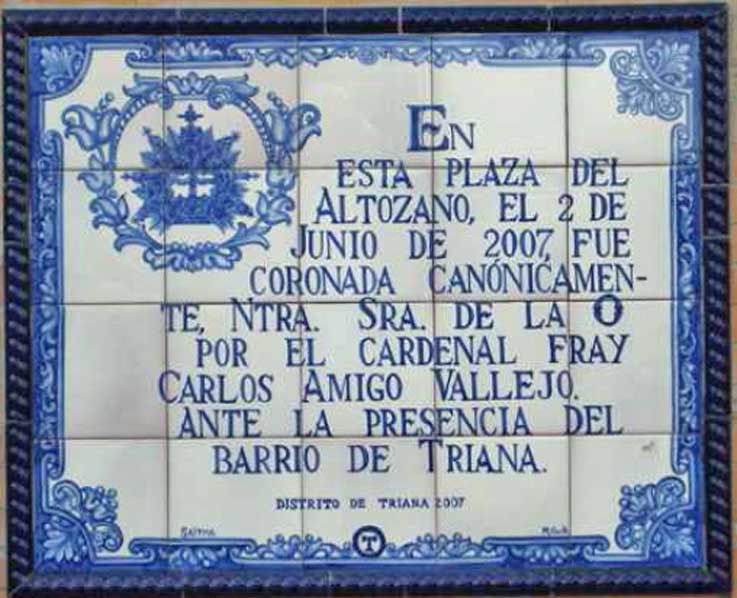 EN
ESTA PLAZA DEL
ALTOZANO, EL 2 DE
JUNIO DE 2007, FUE
CORONADA CANÓNICAMEN-
TE, NTRA. SRA. DE LA O
POR EL CARDENAL FRAY
CARLOS AMIGO VALLEJO.
ANTE LA PRESENCIA DEL
BARRIO DE TRIANA.
DISTRITO DE TRIANA 2007
T